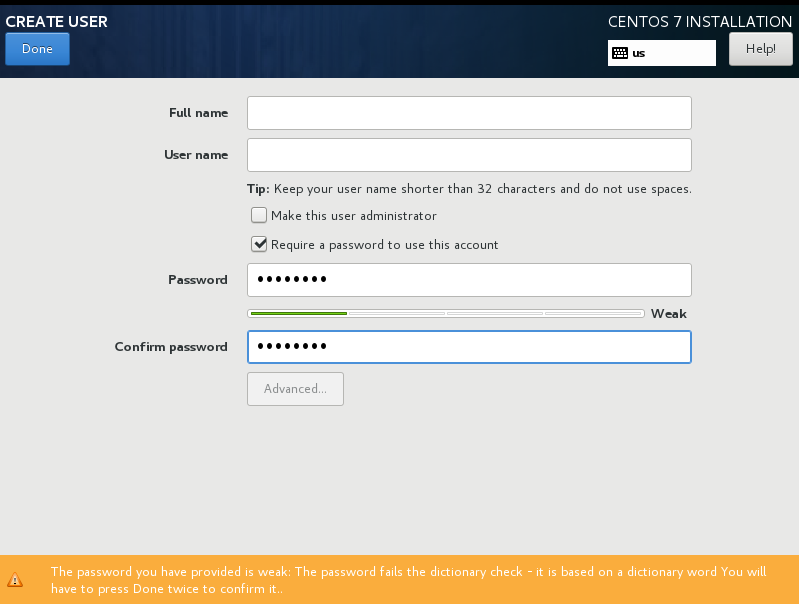 CREATE USER
CENTOS 7 INSTALLATION
Done
us
Help!
Full name
User name
Tip: Keep your user name shorter than 32 characters and do not use spaces.
Make this user administrator
Require a password to use this account
Password
●●●●●●●●
Weak
Confirm password
●●●●●●●●
Advanced...
The password you have provided is weak: The password fails the dictionary check - it is based on a dictionary word You will
have to press Done twice to confirm it..